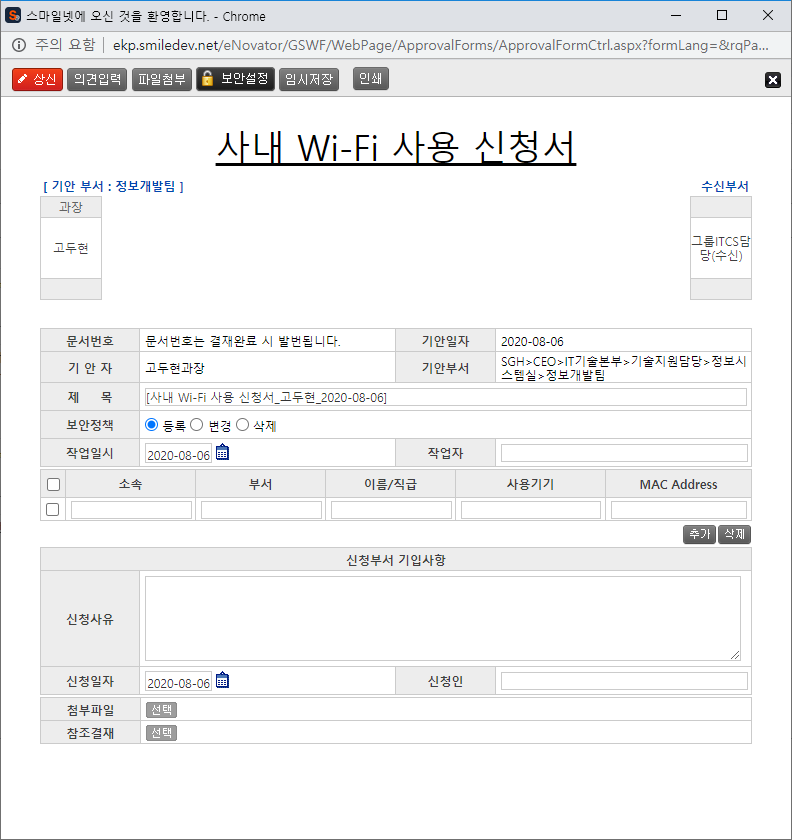 스마일넷에 오신 것을 환영합니다. - Chrome
주의 요함 | ekp.smiledev.net/eNovator/GSWF/WebPage/ApprovalForms/ApprovalFormCtrl.aspx?formLang=&rqPa...
상신 의견입력 파일첨부 보안설정 임시저장 인쇄
사내 Wi-Fi 사용 신청서
[ 기안 부서 : 정보개발팀 ] 수신부서
과장
고두현 그룹ITCS담
당(수신)
문서번호 문서번호는 결재완료 시 발번됩니다. 기안일자 2020-08-06
기 안 자 고두현과장 기안부서 SGH>CEO>IT기술본부>기술지원담당>정보시
스템실>정보개발팀
제 목 [사내 Wi-Fi 사용 신청서_고두현_2020-08-06]
보안정책 등록 변경 삭제
작업일시 2020-08-06 작업자
소속 부서 이름/직급 사용기기 MAC Address
추가 삭제
신청부서 기입사항
신청사유
신청일자 2020-08-06 신청인
첨부파일 선택
참조결재 선택